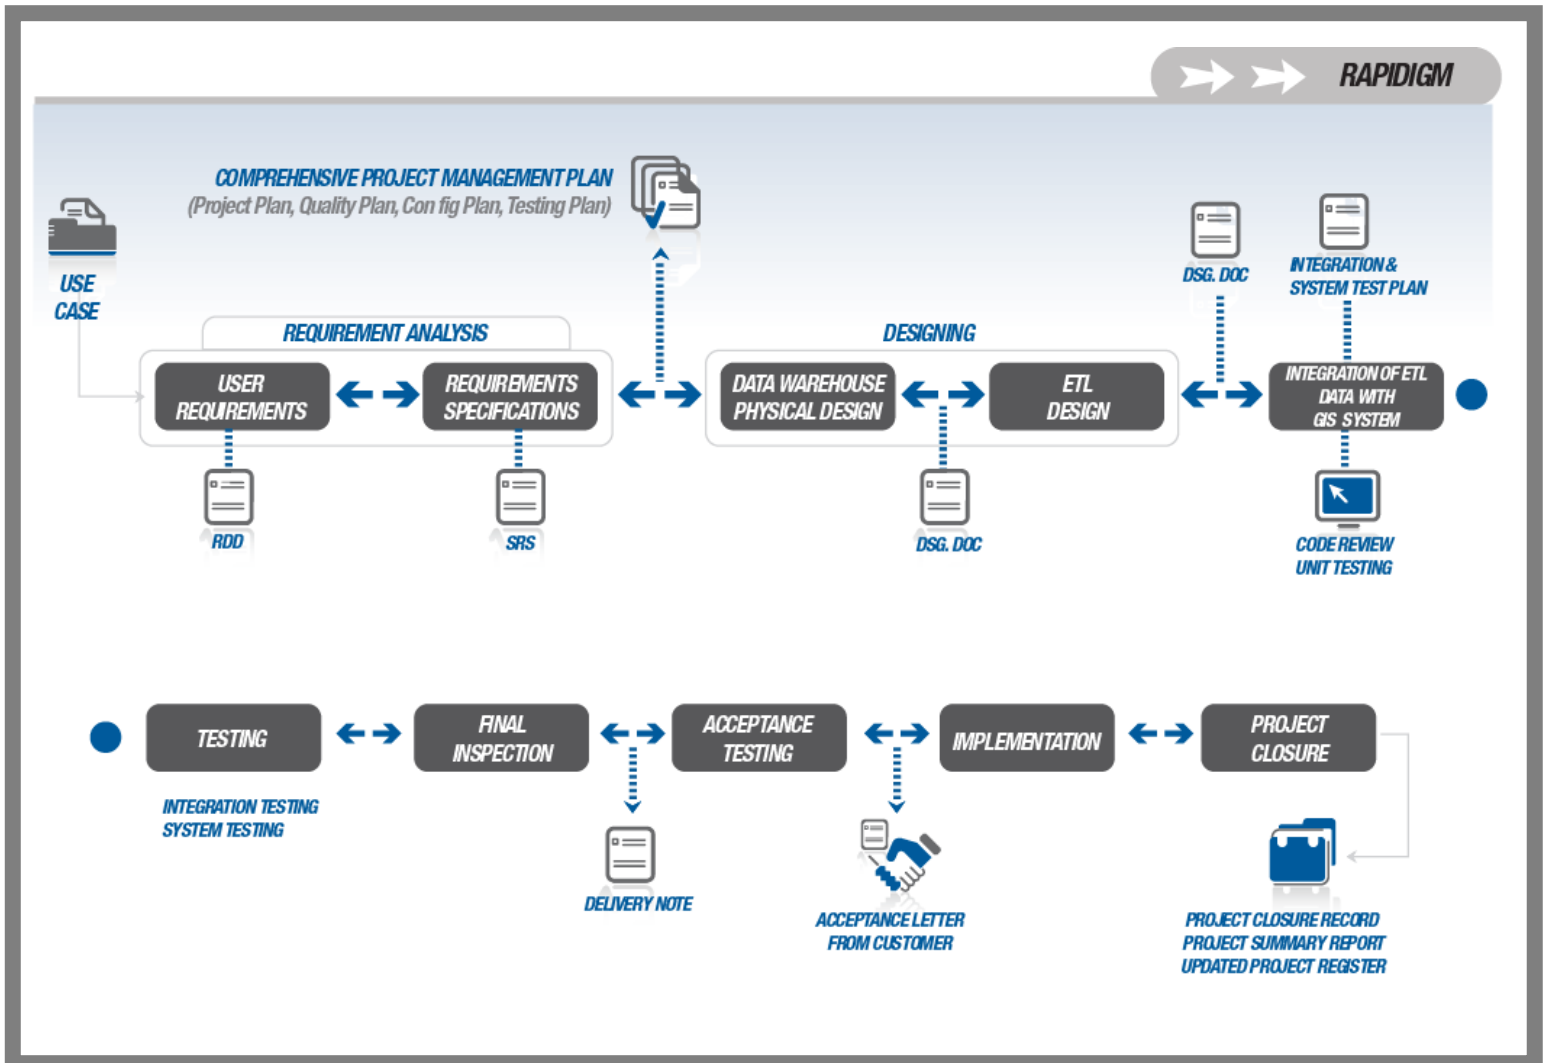 RAPIDIGM
COMPREHENSIVE PROJECT MANAGEMENT PLAN
(Project Plan, Quality Plan, Con fig Plan, Testing Plan)
USE
CASE
DSG. DOC
INTEGRATION &
SYSTEM TEST PLAN
REQUIREMENT ANALYSIS
DESIGNING
USER
REQUIREMENTS
REQUIREMENTS
SPECIFICATIONS
DATA WAREHOUSE
PHYSICAL DESIGN
ETL
DESIGN
INTEGRATION OF ETL
DATA WITH
GIS SYSTEM
RDD
SRS
DSG. DOC
CODE REVIEW
UNIT TESTING
TESTING
FINAL
INSPECTION
ACCEPTANCE
TESTING
IMPLEMENTATION
PROJECT
CLOSURE
INTEGRATION TESTING
SYSTEM TESTING
DELIVERY NOTE
ACCEPTANCE LETTER
FROM CUSTOMER
PROJECT CLOSURE RECORD
PROJECT SUMMARY REPORT
UPDATED PROJECT REGISTER